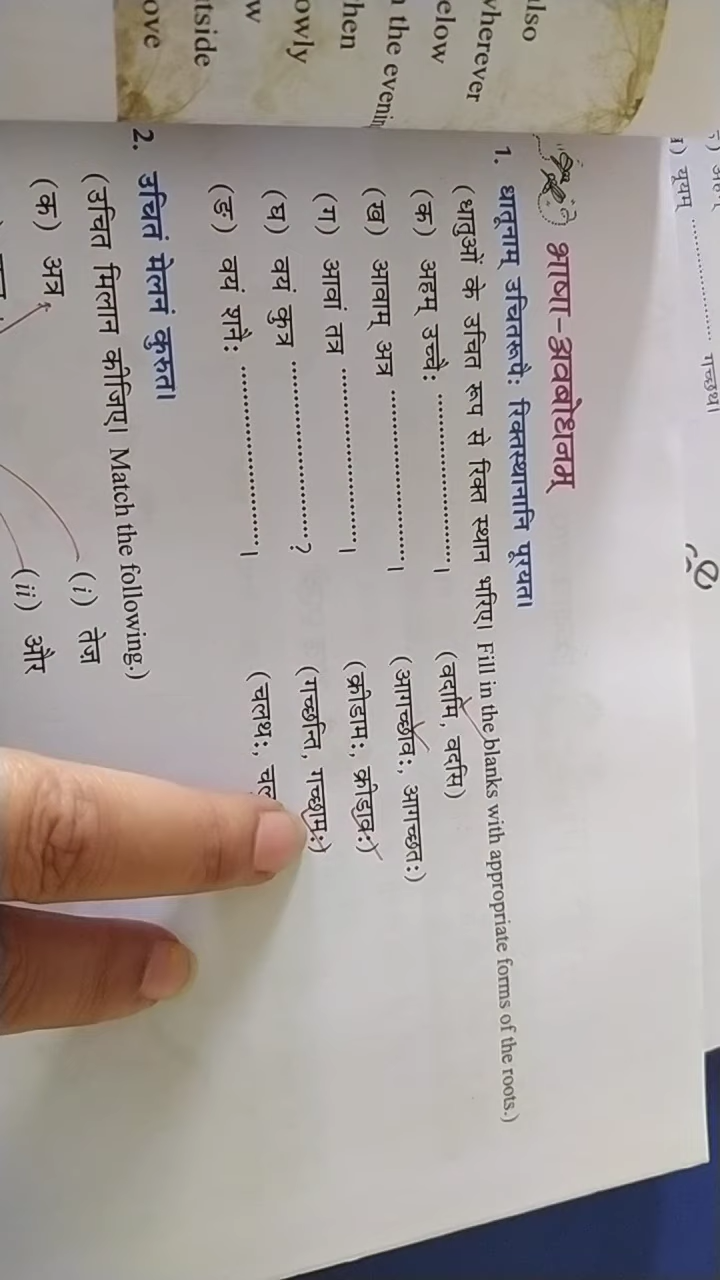 also
wherever
elow
the evening
hen
owly
w
tside
ove
यूयम् .................... गच्छथ।
भाषा-अवबोधनम्
1. धातूनाम् उचितरूपैः रिक्तस्थानानि पूरयत।
(धातुओं के उचित रूप से रिक्त स्थान भरिए। Fill in the blanks with appropriate forms of the roots.)
(क) अहम् उच्चैः ..............................। (वदामि, वदसि)
(ख) आवाम् अत्र ..............................। (आगच्छावः, आगच्छतः)
(ग) आवां तत्र ..............................। (क्रीडामः, क्रीडावः)
(घ) वयं कुत्र ..............................? (गच्छन्ति, गच्छामः)
(ङ) वयं शनैः ..............................। (चलथः, चल
2. उचितं मेलनं कुरुत।
(उचित मिलान कीजिए। Match the following.)
(क) अत्र (i) तेज़
(ii) और